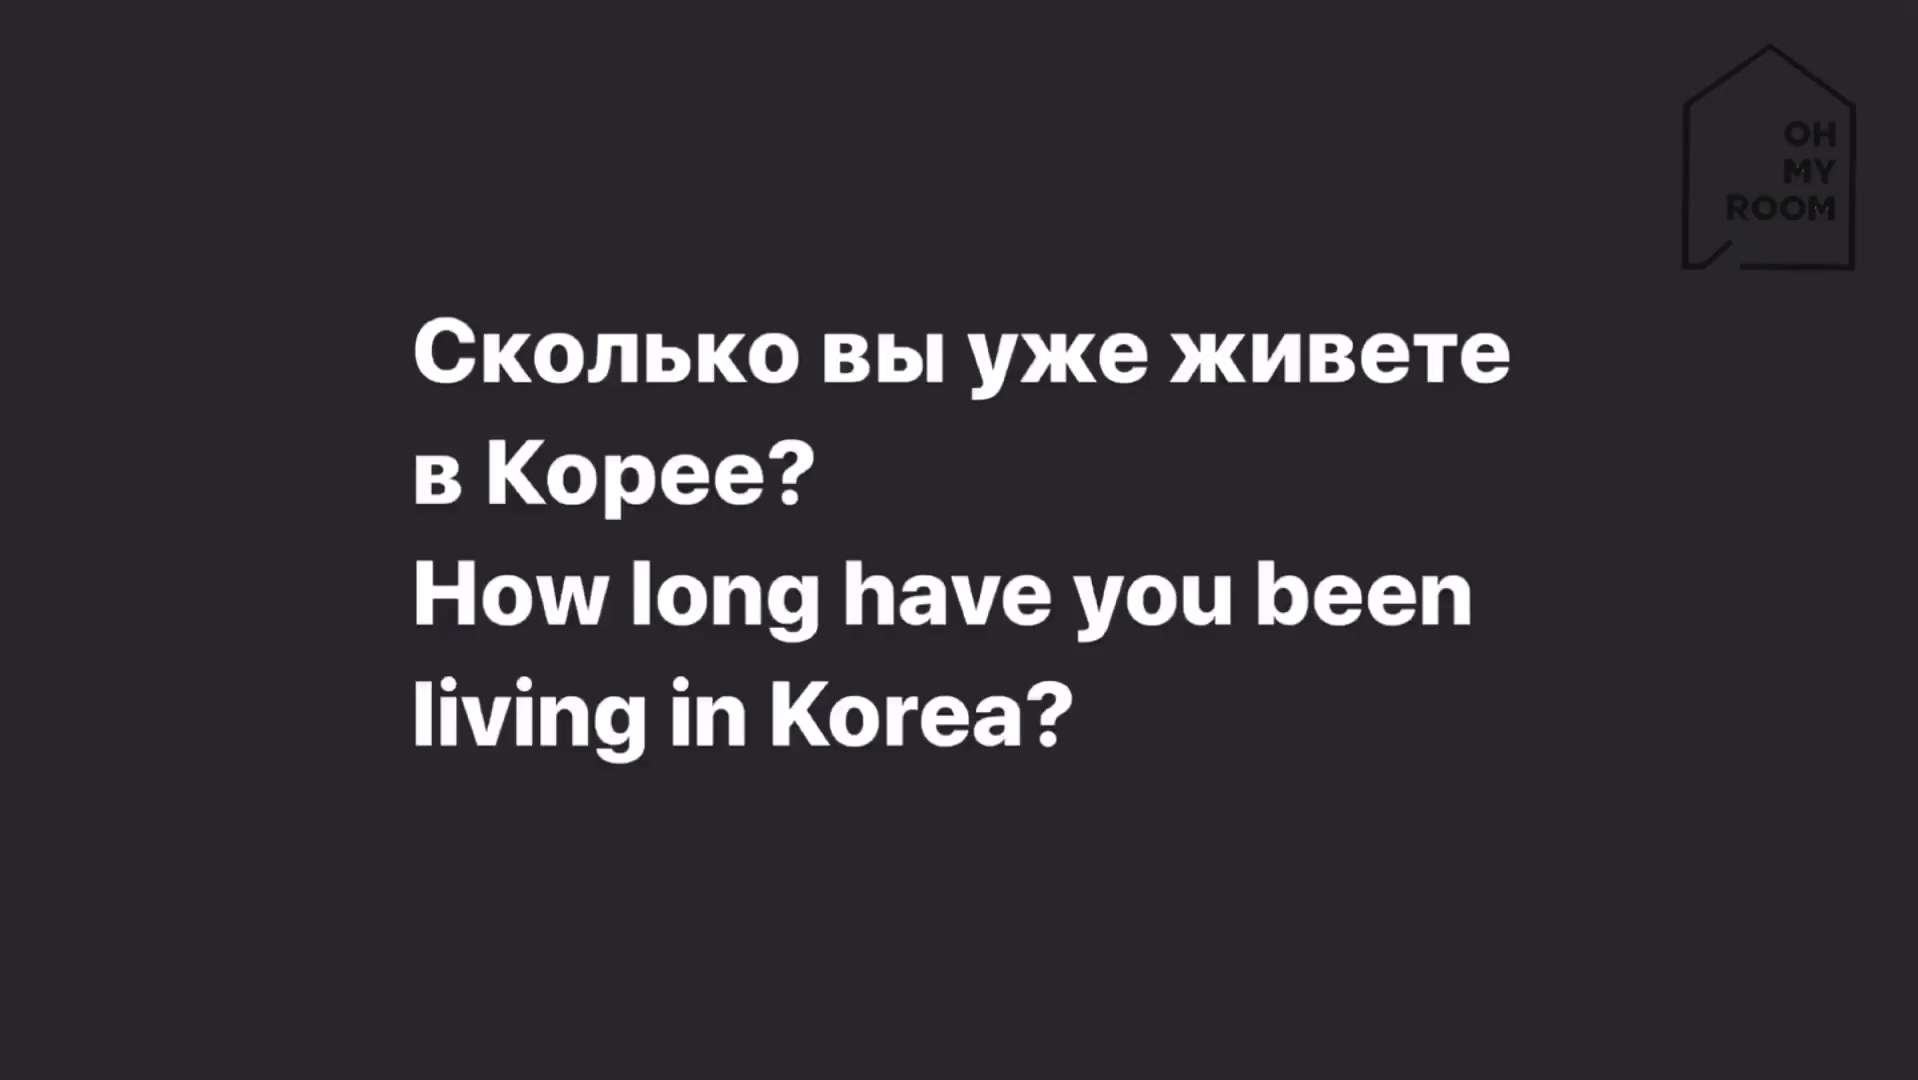 OH
MY
ROOM
Сколько вы уже живете
в Корее?
How long have you been
living in Korea?